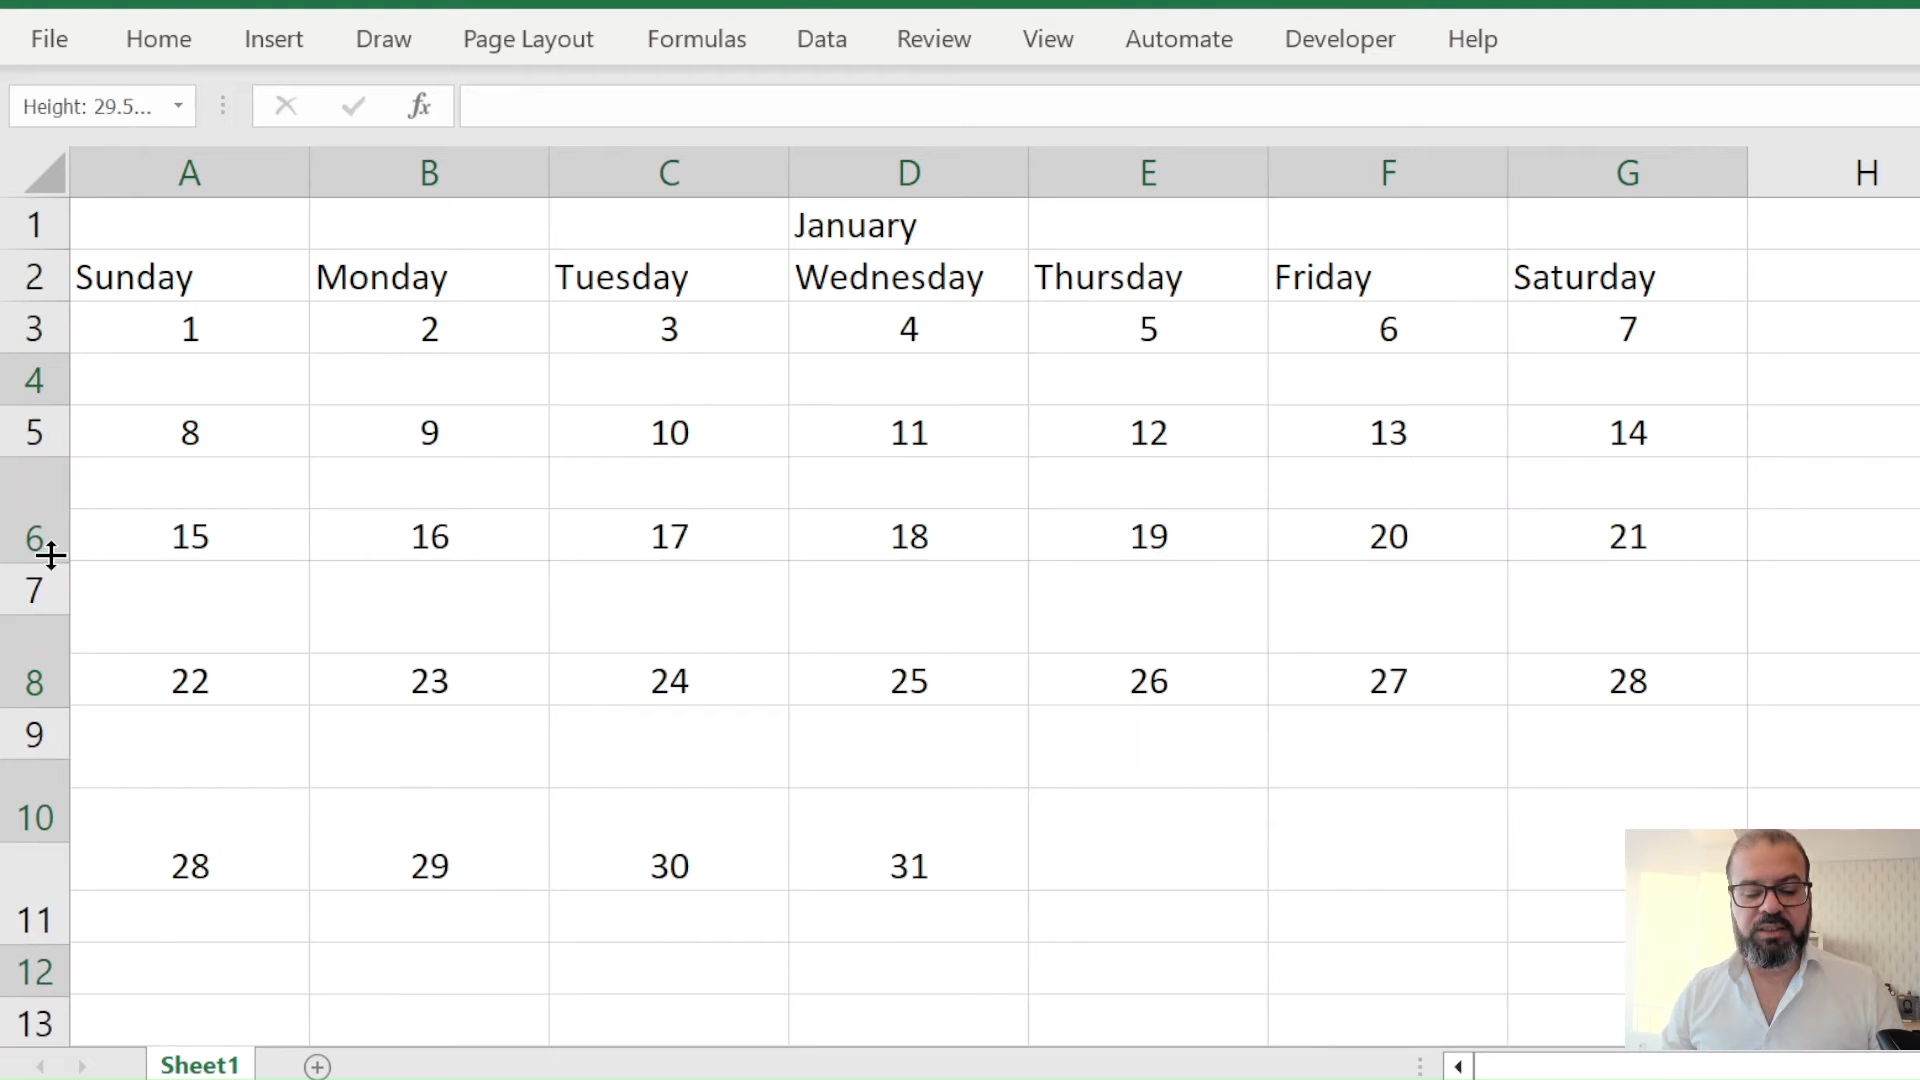 File Home Insert Draw Page Layout Formulas Data Review View Automate Developer Help
Height: 29.5... fx
A B C D E F G H
1 January
2 Sunday Monday Tuesday Wednesday Thursday Friday Saturday
3 1 2 3 4 5 6 7
4
5 8 9 10 11 12 13 14
6 15 16 17 18 19 20 21
7
8 22 23 24 25 26 27 28
9
10
28 29 30 31
11
12
13
Sheet1